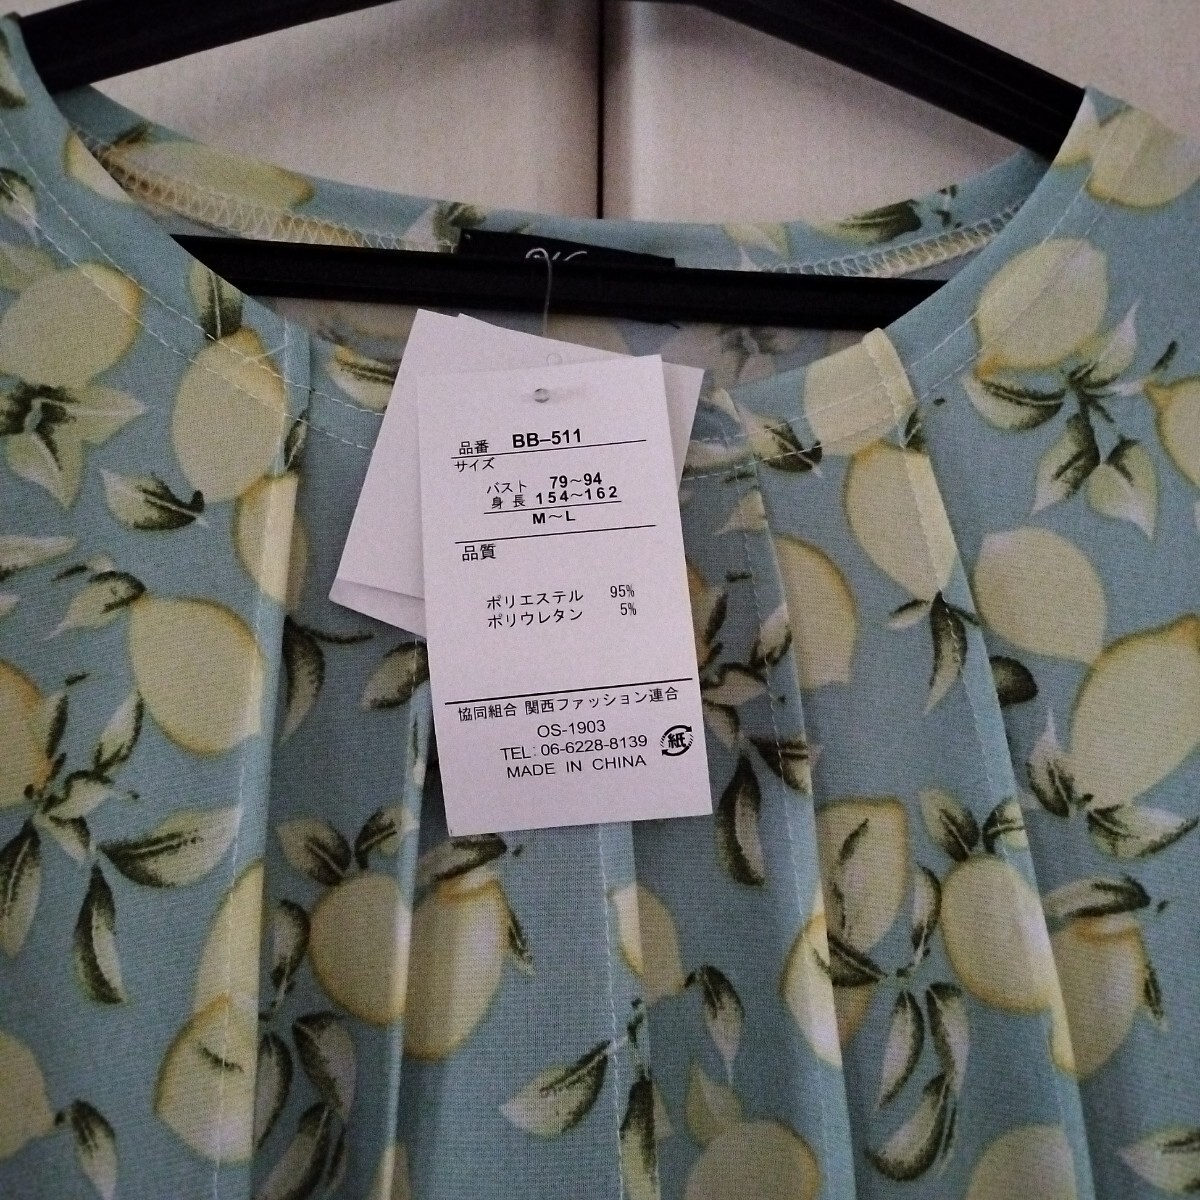 品番 BB–511
サイズ
バスト 79～94
身長 154～162
M～L
品質
ポリエステル 95%
ポリウレタン 5%
協同組合 関西ファッション連合
OS-1903
TEL:06-6228-8139
紙
MADE IN CHINA